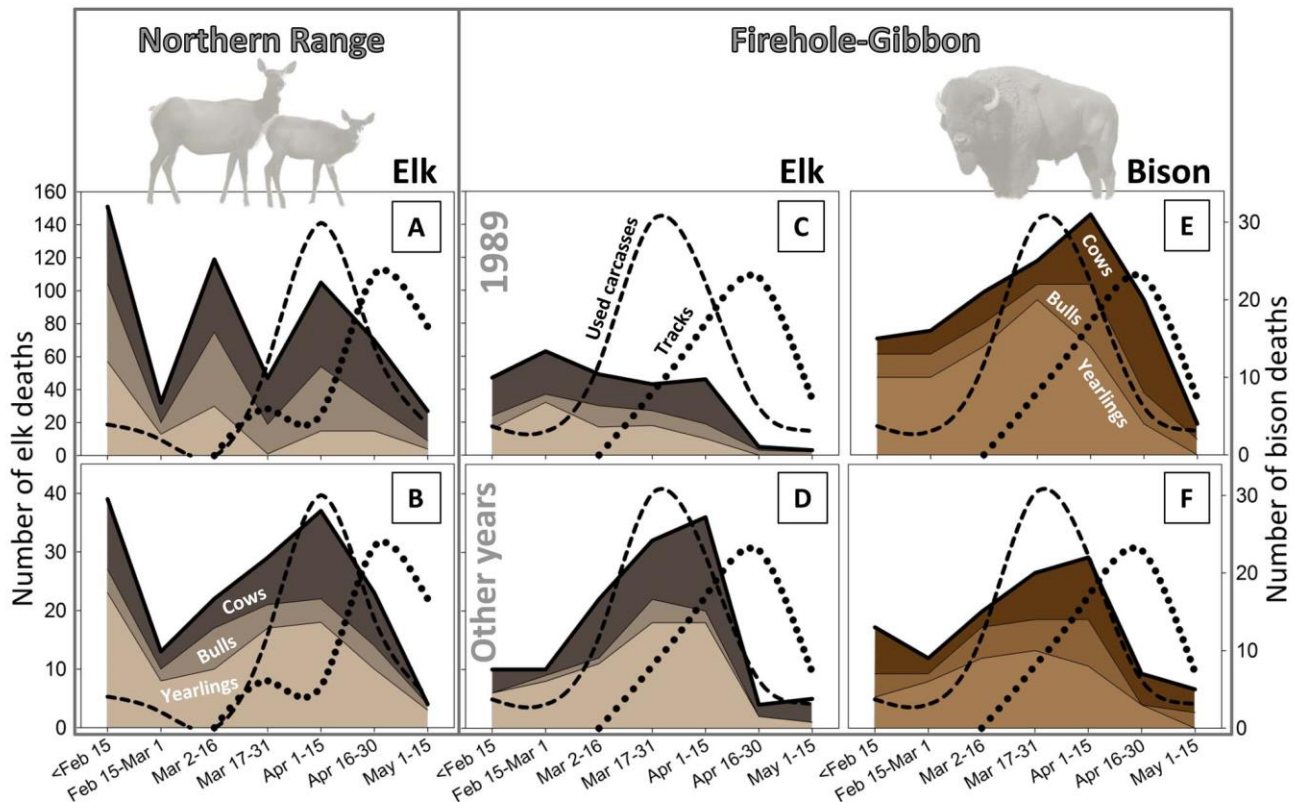 Northern Range
Firehole-Gibbon
Elk
Elk
Bison
Number of elk deaths
160
140
120
100
80
60
40
20
0
A
1989
C
Used carcasses
Tracks
E
Cows
Bulls
Yearlings
30
20
10
0
Number of bison deaths
40
30
20
10
0
B
Cows
Bulls
Yearlings
Other years
D
F
30
20
10
0
<Feb 15
Feb 15-Mar 1
Mar 2-16
Mar 17-31
Apr 1-15
Apr 16-30
May 1-15
<Feb 15
Feb 15-Mar 1
Mar 2-16
Mar 17-31
Apr 1-15
Apr 16-30
May 1-15
<Feb 15
Feb 15-Mar 1
Mar 2-16
Mar 17-31
Apr 1-15
Apr 16-30
May 1-15